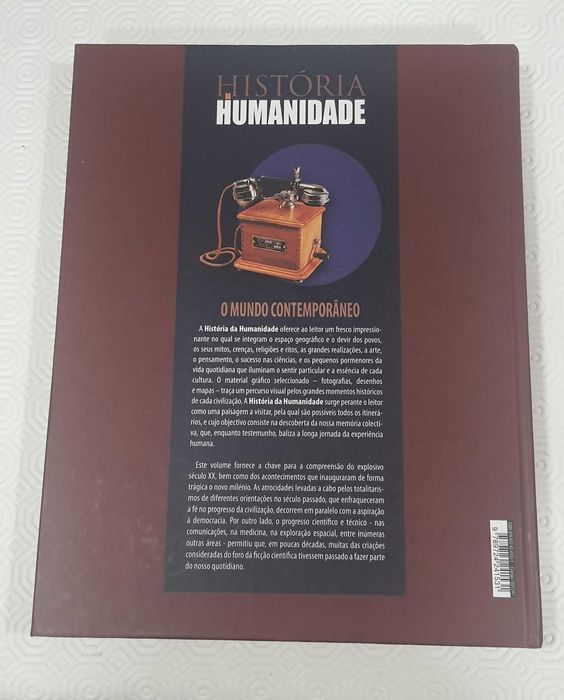 HISTÓRIA
DA
HUMANIDADE
O MUNDO CONTEMPORÂNEO
A História da Humanidade oferece ao leitor um fresco impressio-
nante no qual se integram o espaço geográfico e o devir dos povos,
os seus mitos, crenças, religiões e ritos, as grandes realizações, a arte,
o pensamento, o sucesso nas ciências, e os pequenos pormenores da
vida quotidiana que iluminam o sentir particular e a essência de cada
cultura. O material gráfico seleccionado – fotografias, desenhos
e mapas – traça um percurso visual pelos grandes momentos históricos
de cada civilização. A História da Humanidade surge perante o leitor
como uma paisagem a visitar, pela qual são possíveis todos os itinerá-
rios, e cujo objectivo consiste na descoberta da nossa memória colecti-
va, que, enquanto testemunho, baliza a longa jornada da experiência
humana.
Este volume fornece a chave para a compreensão do explosivo
século XX, bem como dos acontecimentos que inauguraram de forma
trágica o novo milénio. As atrocidades levadas a cabo pelos totalitaris-
mos de diferentes orientações no século passado, que enfraqueceram
a fé no progresso da civilização, decorrem em paralelo com a aspiração
à democracia. Por outro lado, o progresso científico e técnico - nas
comunicações, na medicina, na exploração espacial, entre inúmeras
outras áreas - permitiu que, em poucas décadas, muitas das criações
consideradas do foro da ficção científica tivessem passado a fazer parte
do nosso quotidiano.
9 789724 241531